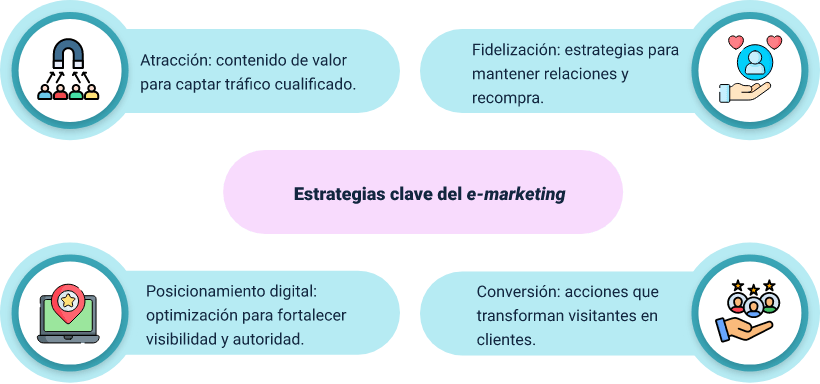 Atracción: contenido de valor
para captar tráfico cualificado.
Fidelización: estrategias para
mantener relaciones y
recompra.
Estrategias clave del e-marketing
Posicionamiento digital:
optimización para fortalecer
visibilidad y autoridad.
Conversión: acciones que
transforman visitantes en
clientes.